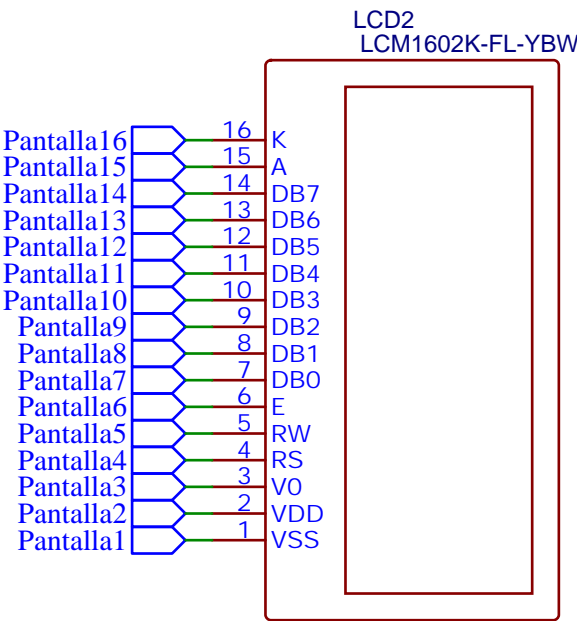 LCD2
LCM1602K-FL-YBW
Pantalla16 16 K
Pantalla15 15 A
Pantalla14 14 DB7
Pantalla13 13 DB6
Pantalla12 12 DB5
Pantalla11 11 DB4
Pantalla10 10 DB3
Pantalla9 9 DB2
Pantalla8 8 DB1
Pantalla7 7 DB0
Pantalla6 6 E
Pantalla5 5 RW
Pantalla4 4 RS
Pantalla3 3 V0
Pantalla2 2 VDD
Pantalla1 1 VSS